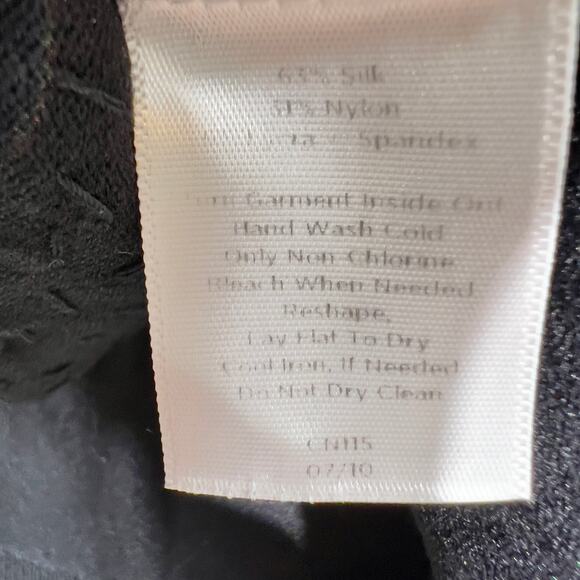 63% Silk
31% Nylon
Spandex
Turn Garment Inside Out
Hand Wash Cold
Only Non-Chlorine
Bleach When Needed
Reshape,
Lay Flat To Dry
Cool Iron, If Needed
Do Not Dry Clean
CN115
07/10